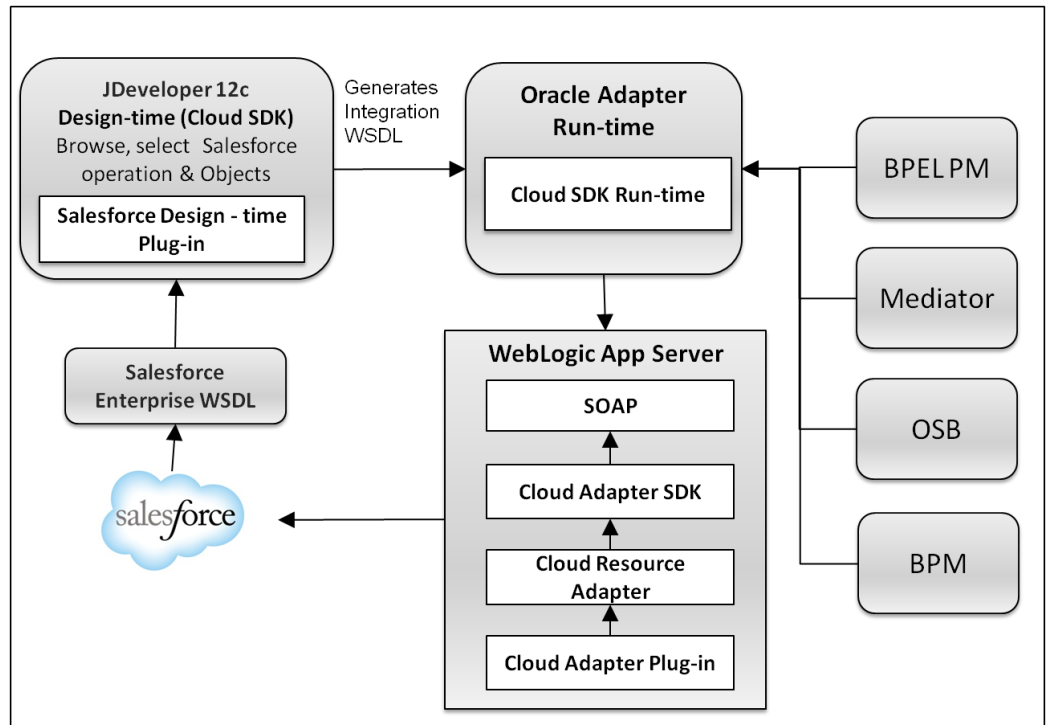 JDeveloper 12c
Design-time (Cloud SDK)
Browse, select Salesforce
operation & Objects
Salesforce Design - time
Plug-in
Generates
Integration
WSDL
Oracle Adapter
Run-time
Cloud SDK Run-time
BPEL PM
Mediator
OSB
BPM
Salesforce
Enterprise WSDL
salesforce
WebLogic App Server
SOAP
Cloud Adapter SDK
Cloud Resource
Adapter
Cloud Adapter Plug-in